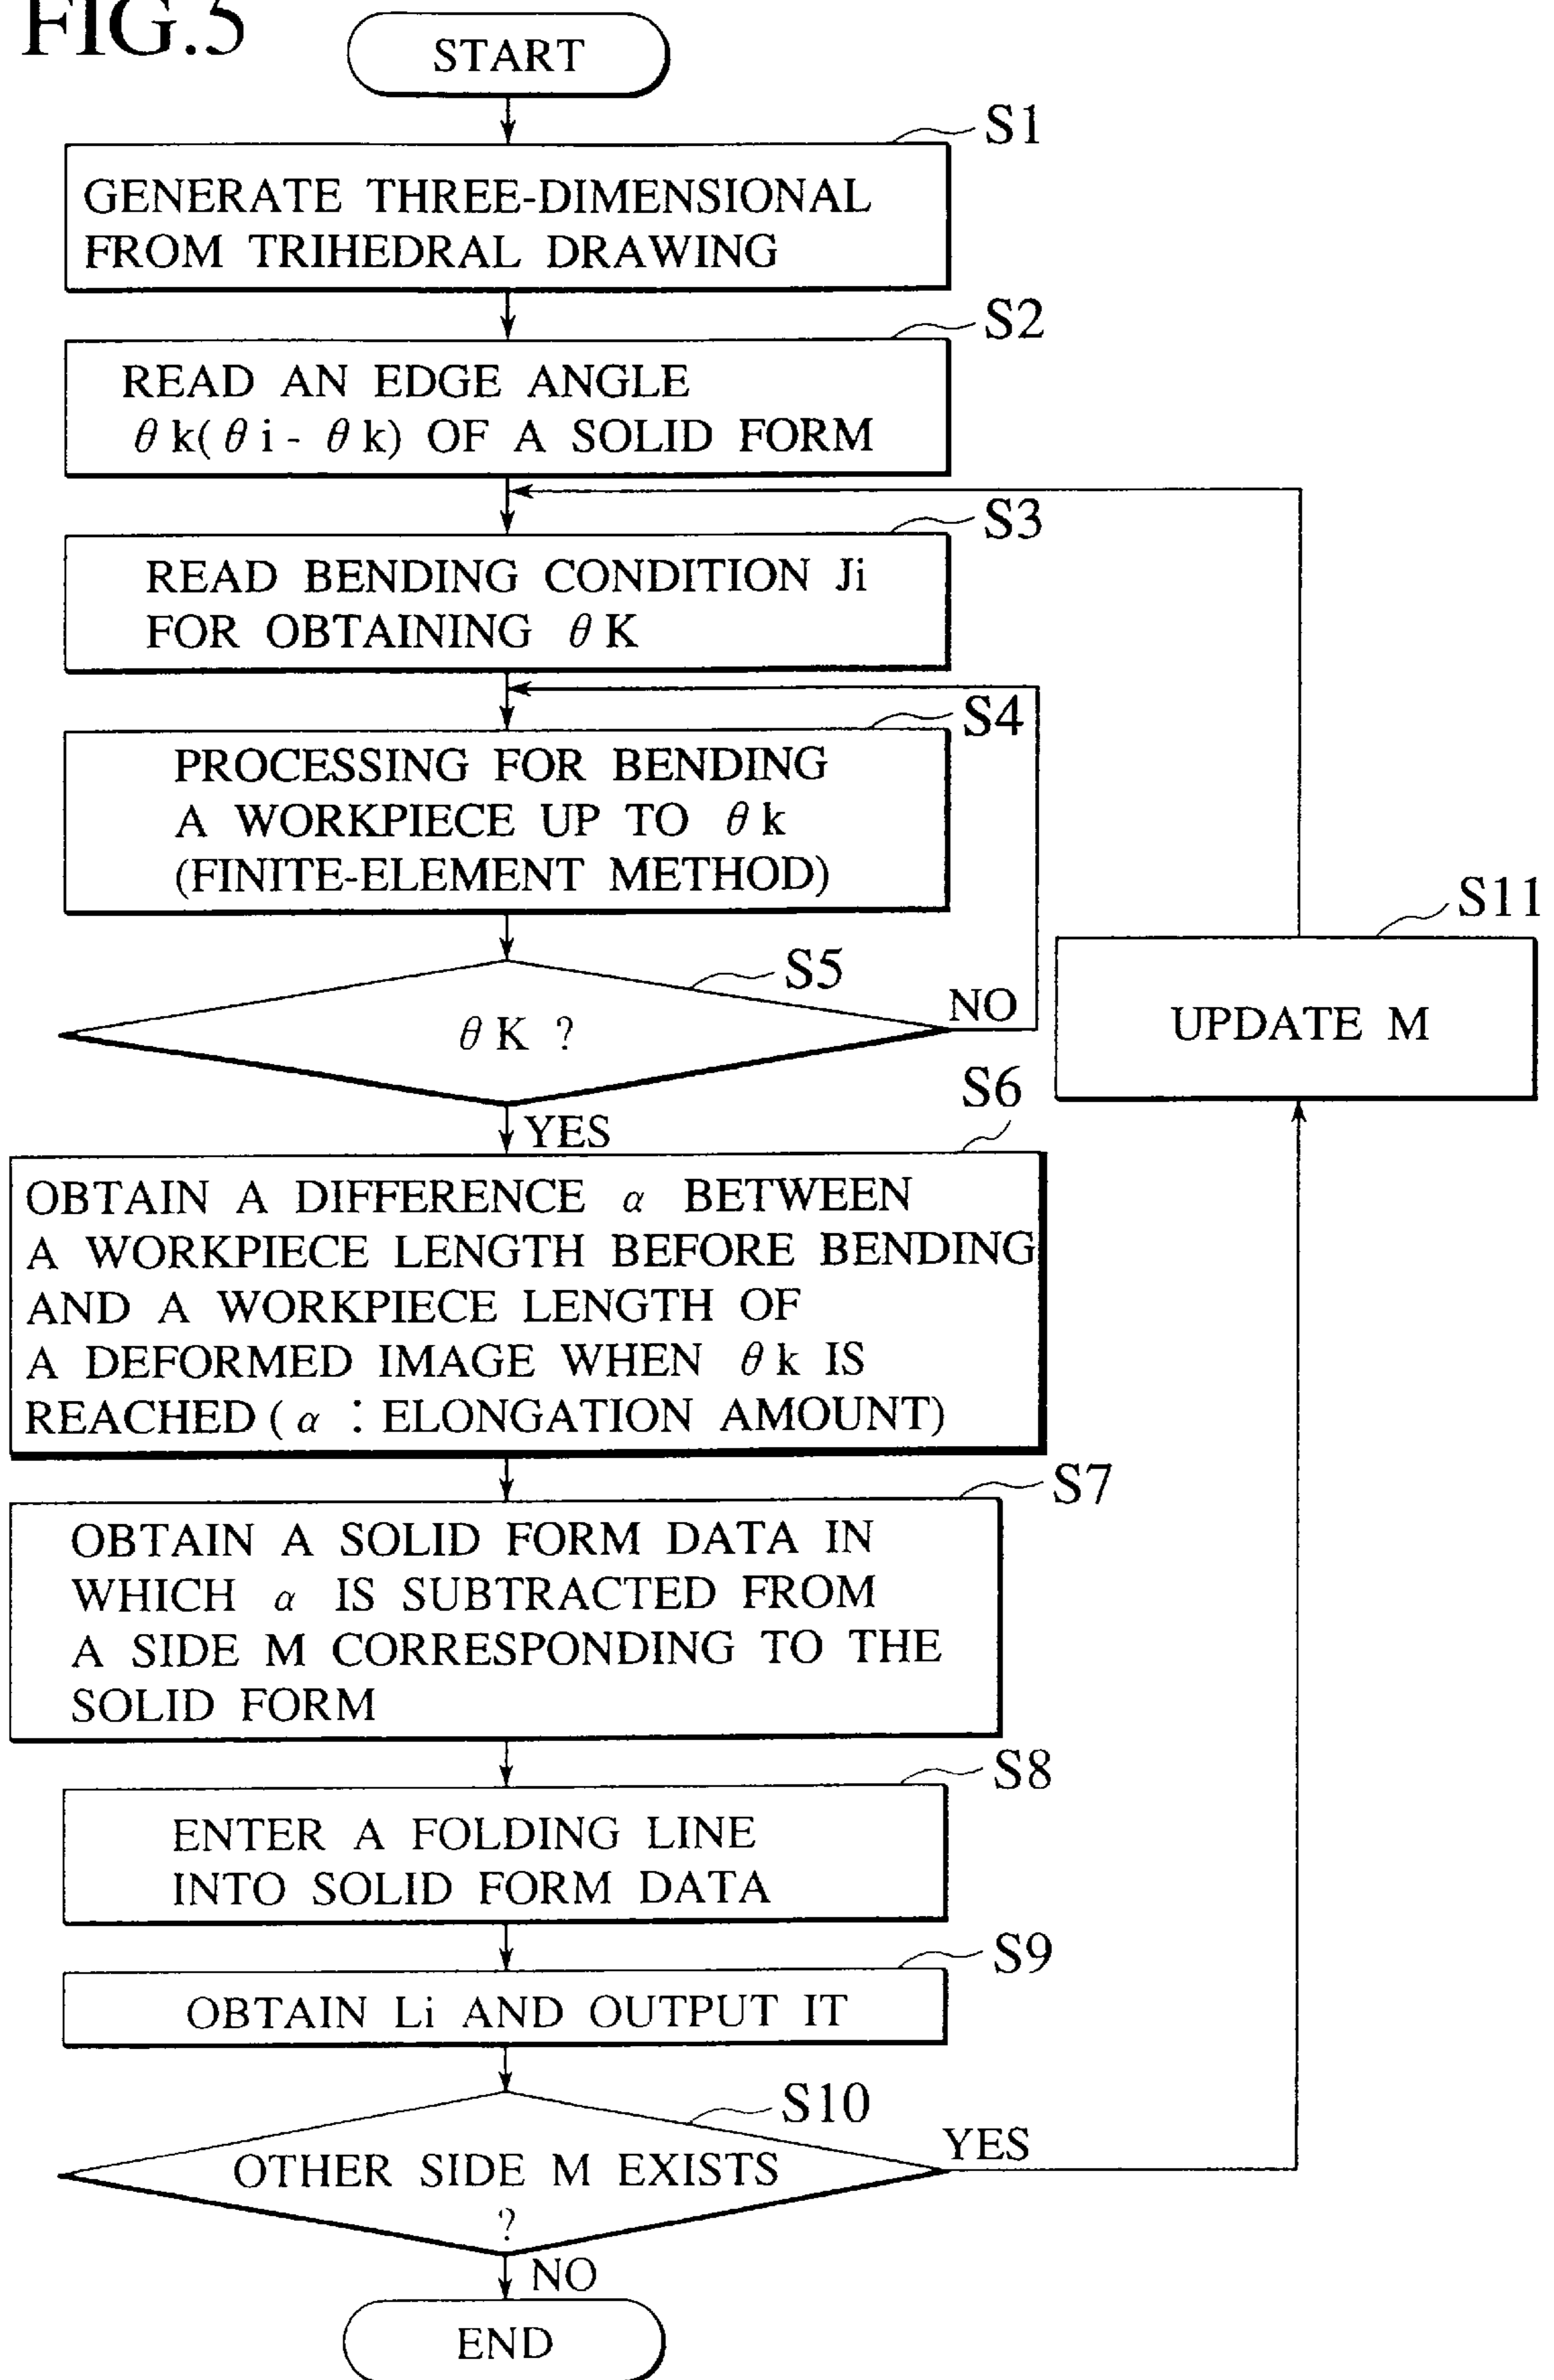 FIG.5
START
S1
GENERATE THREE-DIMENSIONAL
FROM TRIHEDRAL DRAWING
S2
READ AN EDGE ANGLE
θk(θi- θk) OF A SOLID FORM
S3
READ BENDING CONDITION Ji
FOR OBTAINING θK
S4
PROCESSING FOR BENDING
A WORKPIECE UP TO θk
(FINITE-ELEMENT METHOD)
S5
θK ?
NO
YES
S11
UPDATE M
S6
OBTAIN A DIFFERENCE α BETWEEN
A WORKPIECE LENGTH BEFORE BENDING
AND A WORKPIECE LENGTH OF
A DEFORMED IMAGE WHEN θk IS
REACHED(α : ELONGATION AMOUNT)
S7
OBTAIN A SOLID FORM DATA IN
WHICH α IS SUBTRACTED FROM
A SIDE M CORRESPONDING TO THE
SOLID FORM
S8
ENTER A FOLDING LINE
INTO SOLID FORM DATA
S9
OBTAIN Li AND OUTPUT IT
S10
OTHER SIDE M EXISTS
?
YES
NO
END